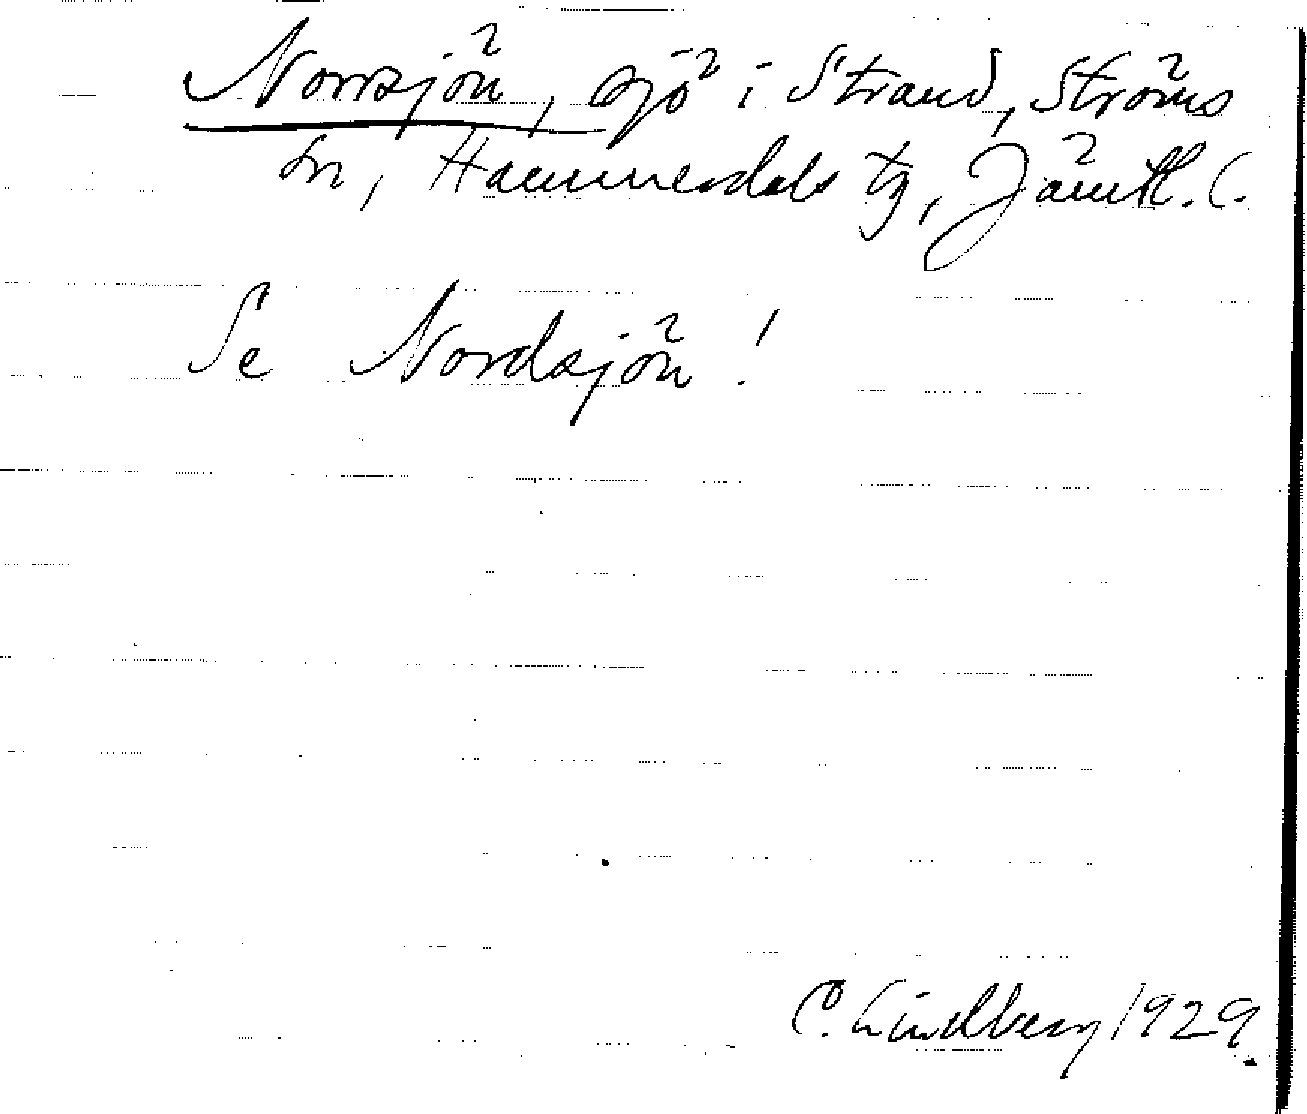 Norrsjön, sjö i Strand, Ströms
sn, Hammerdals tg, Jämtl. l.
Se Nordsjön!
C. Lindberg 1929.